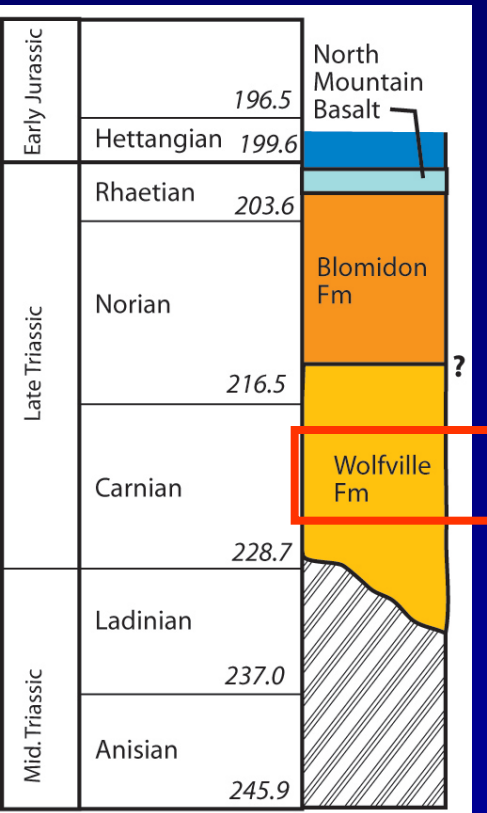 Early Jurassic
196.5
Hettangian 199.6
Late Triassic
Rhaetian
203.6
Norian
216.5
Carnian
228.7
Mid. Triassic
Ladinian
237.0
Anisian
245.9
North
Mountain
Basalt
Blomidon
Fm
?
Wolfville
Fm